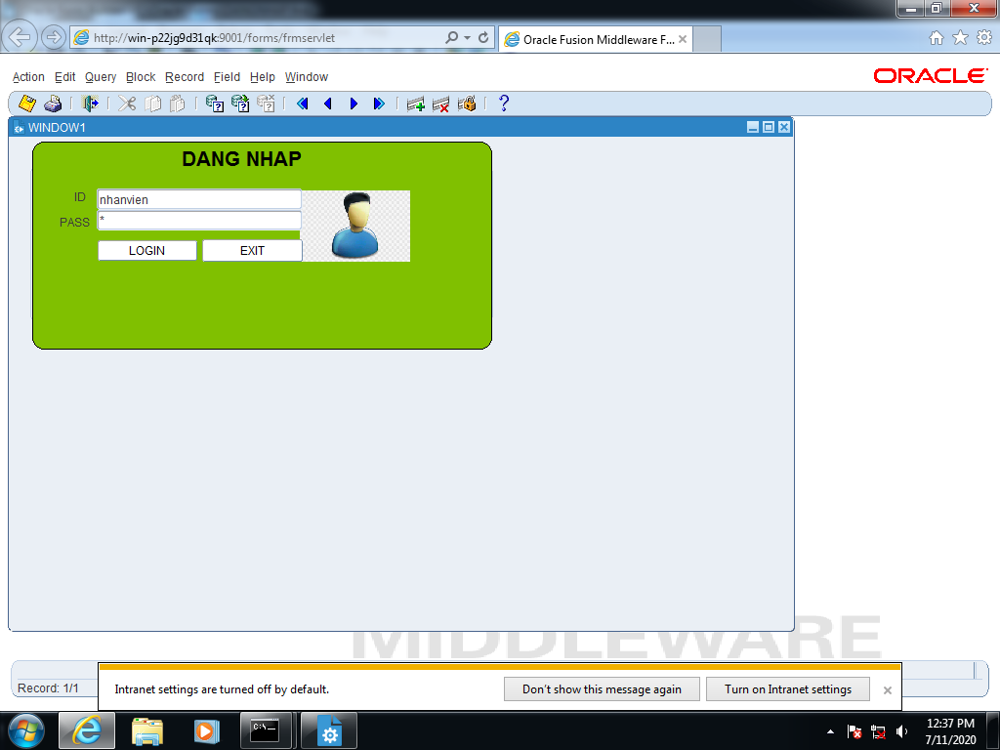 http://win-p22jg9d31qk:9001/forms/frmservlet
Oracle Fusion Middleware F...
Action Edit Query Block Record Field Help Window
ORACLE
WINDOW1
DANG NHAP
ID nhanvien
PASS *
LOGIN EXIT
MIDDLEWARE
Record: 1/1
Intranet settings are turned off by default.
Don't show this message again
Turn on Intranet settings
12:37 PM
7/11/2020